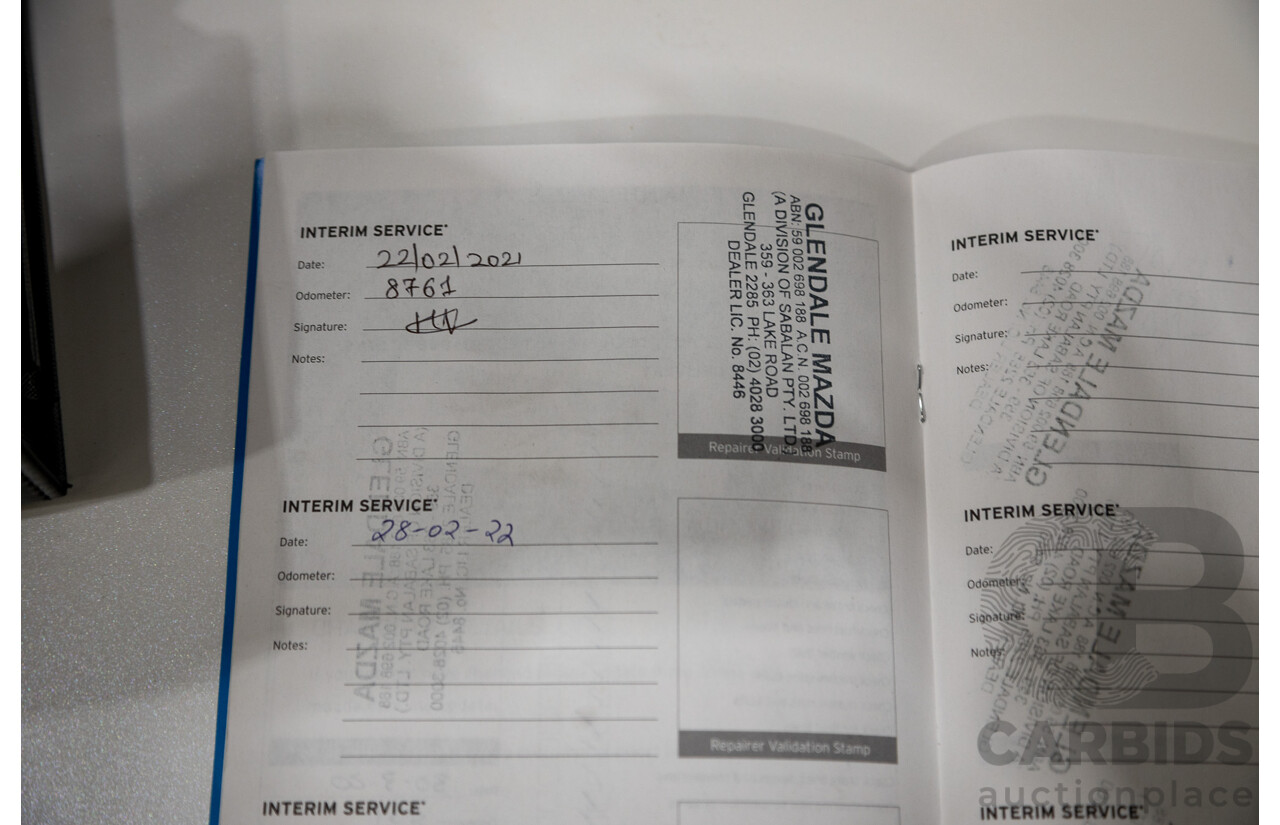 INTERIM SERVICE*
Date: 22/02/2021
Odometer: 8761
Signature:
Notes:
GLENDALE MAZDA
ABN: 59 002 698 188 A.C.N. 002 698 188
(A DIVISION OF SABALAN PTY. LTD.)
359 - 363 LAKE ROAD
GLENDALE 2285 PH: (02) 4028 3000
DEALER LIC. No. 8446
Repairer Validation Stamp
INTERIM SERVICE*
Date: 28-02-22
Odometer:
Signature:
Notes:
Repairer Validation Stamp
INTERIM SERVICE*
INTERIM SERVICE*
Date:
Odometer:
Signature:
Notes:
GLENDALE MAZDA
INTERIM SERVICE*
Date:
Odometer:
Signature:
Notes:
INTERIM SERVICE*
CARBIDS
auctionplace